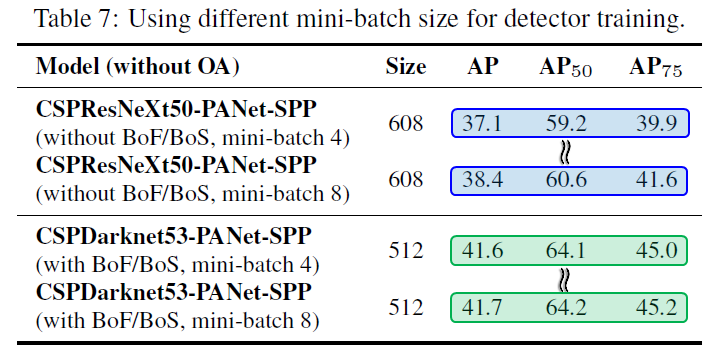 Table 7: Using different mini-batch size for detector training.
Model (without OA) Size AP AP50 AP75
CSPResNeXt50-PANet-SPP
(without BoF/BoS, mini-batch 4) 608 37.1 59.2 39.9
≈
CSPResNeXt50-PANet-SPP
(without BoF/BoS, mini-batch 8) 608 38.4 60.6 41.6
CSPDarknet53-PANet-SPP
(with BoF/BoS, mini-batch 4) 512 41.6 64.1 45.0
≈
CSPDarknet53-PANet-SPP
(with BoF/BoS, mini-batch 8) 512 41.7 64.2 45.2